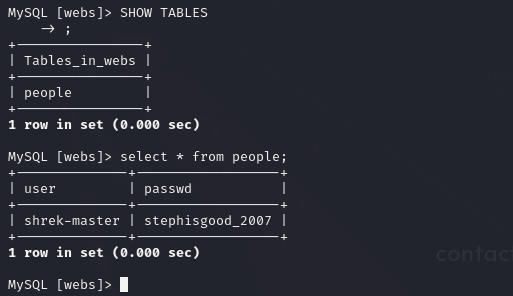 MySQL [webs]> SHOW TABLES
    -> ;
+----------------+
| Tables_in_webs |
+----------------+
| people         |
+----------------+
1 row in set (0.000 sec)

MySQL [webs]> select * from people;
+--------------+------------------+
| user         | passwd           |
+--------------+------------------+
| shrek-master | stephisgood_2007 |
+--------------+------------------+
1 row in set (0.000 sec)
contact

MySQL [webs]>